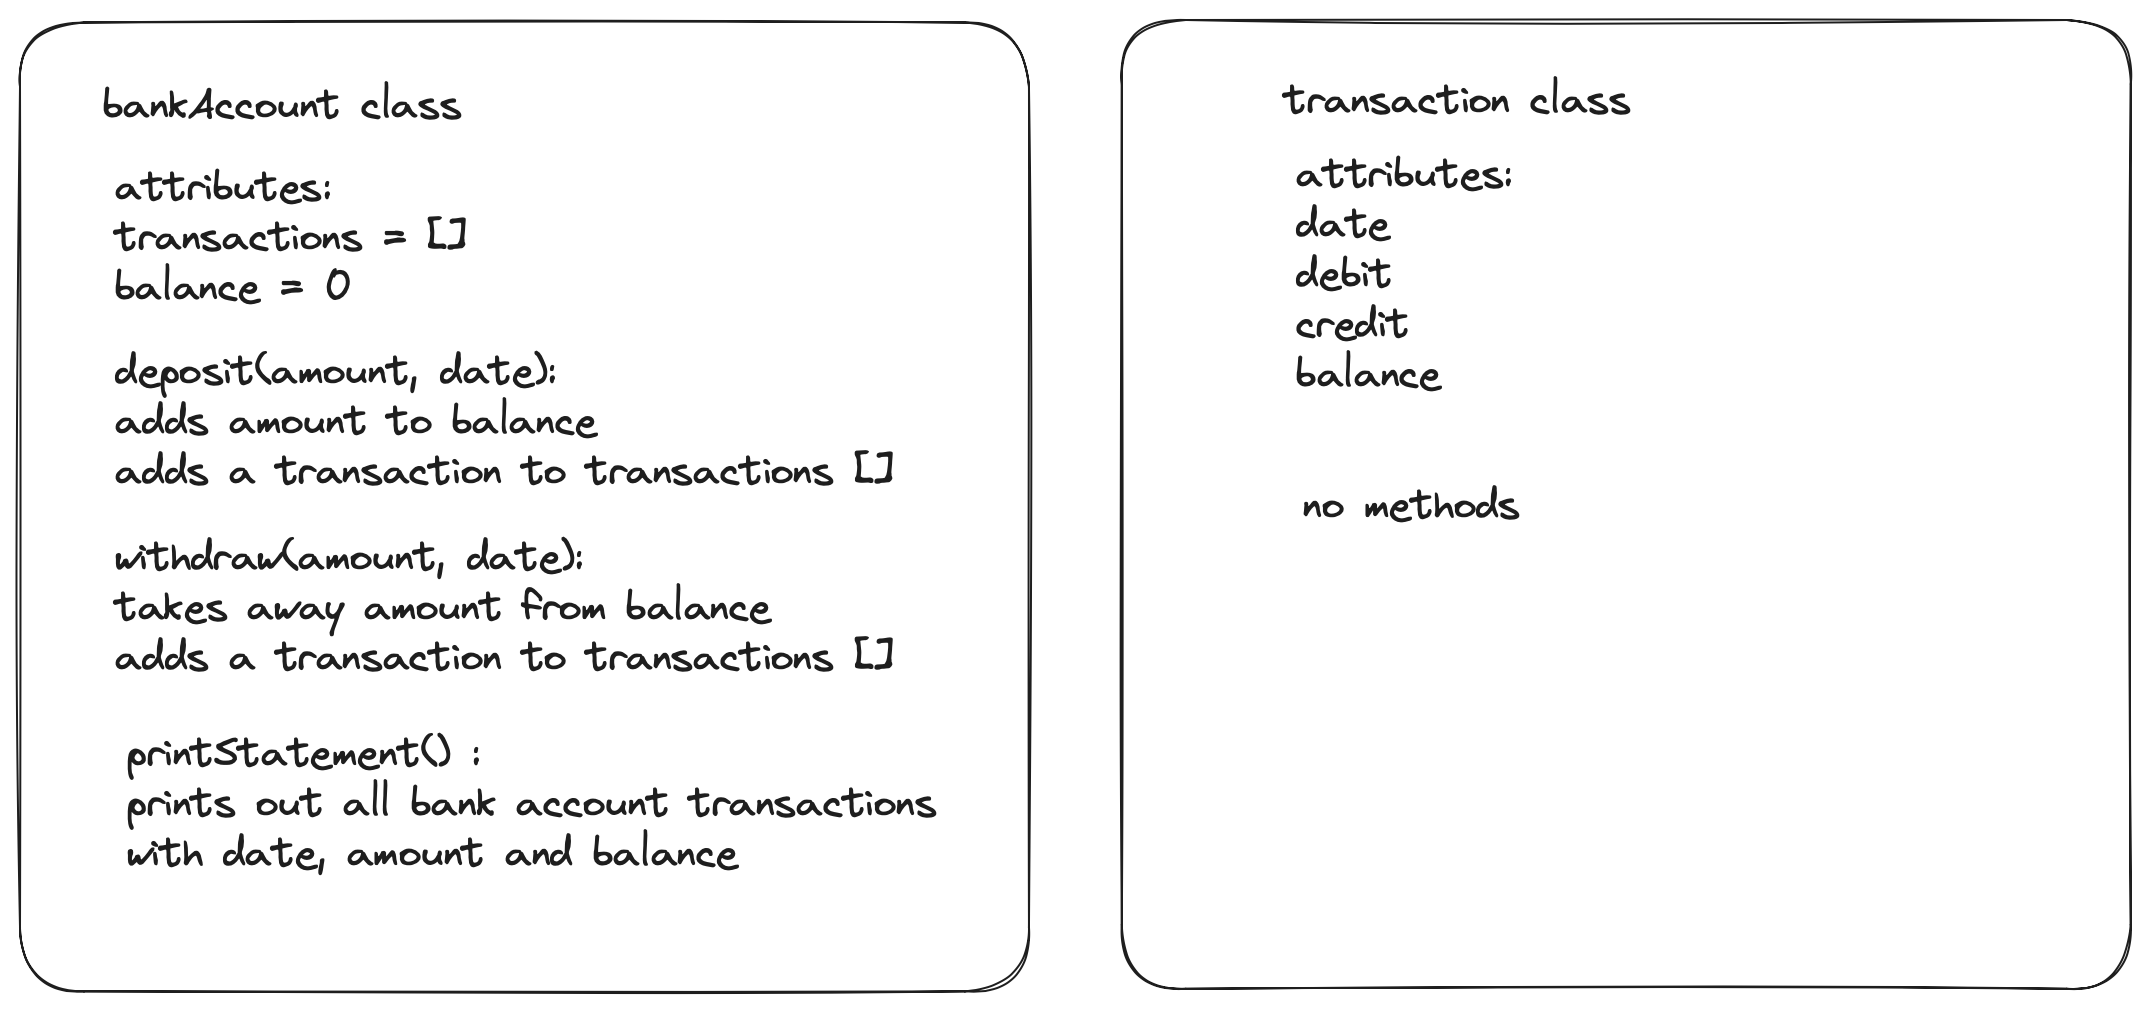 bankAccount class
attributes:
transactions = []
balance = 0
deposit(amount, date):
adds amount to balance
adds a transaction to transactions []
withdraw(amount, date):
takes away amount from balance
adds a transaction to transactions []
printStatement() :
prints out all bank account transactions
with date, amount and balance
transaction class
attributes:
date
debit
credit
balance
no methods